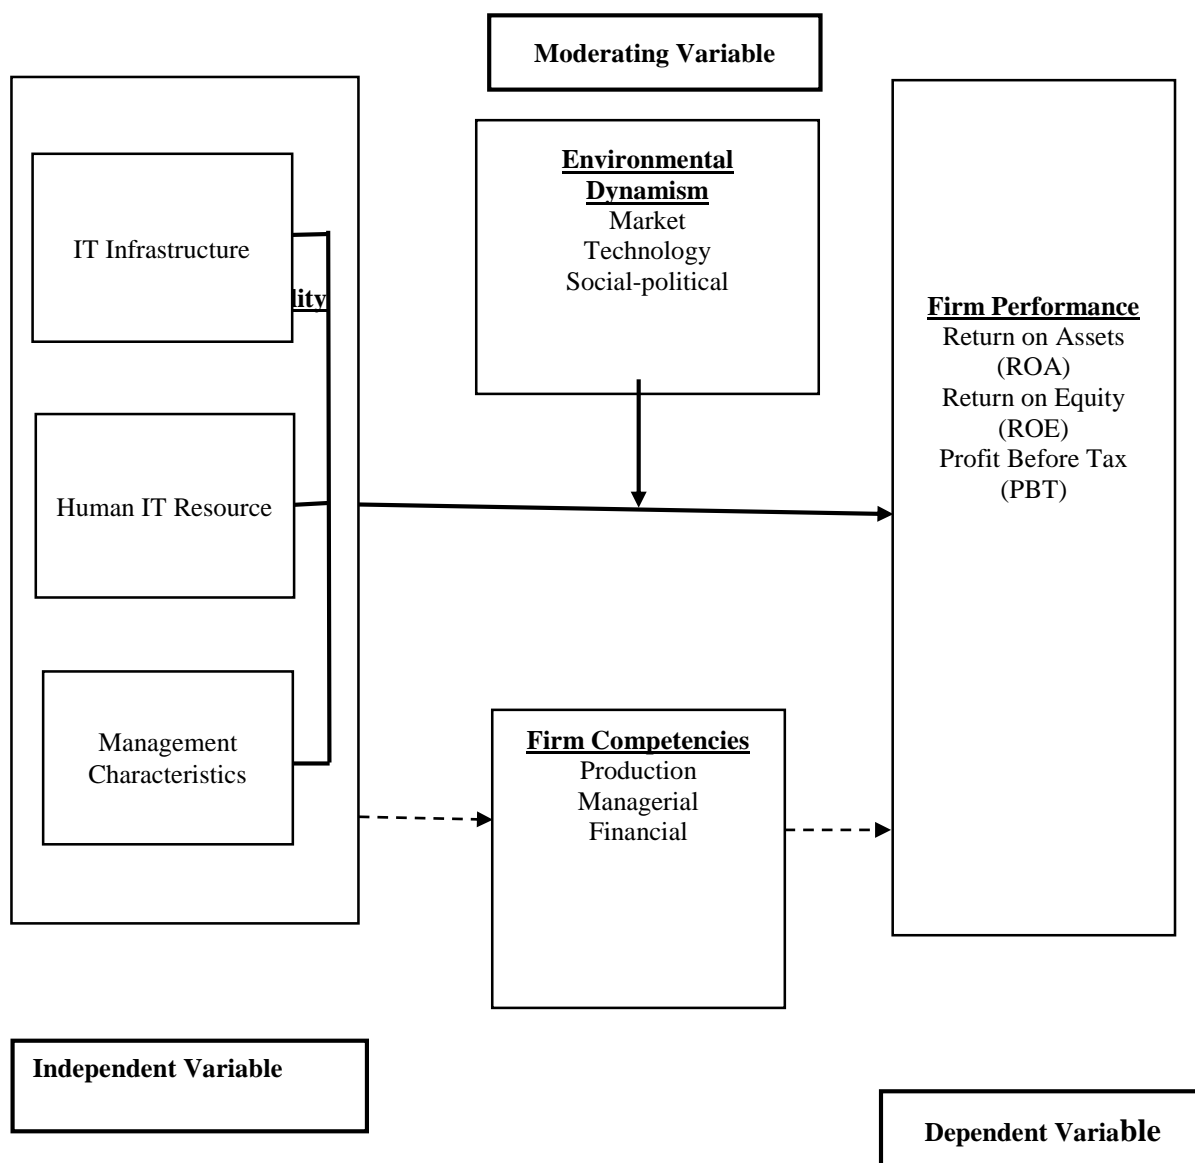 Moderating Variable
Environmental
Dynamism
Market
Technology
Social-political
IT Infrastructure
lity
Human IT Resource
Management
Characteristics
Firm Performance
Return on Assets
(ROA)
Return on Equity
(ROE)
Profit Before Tax
(PBT)
Firm Competencies
Production
Managerial
Financial
Independent Variable
Dependent Variable